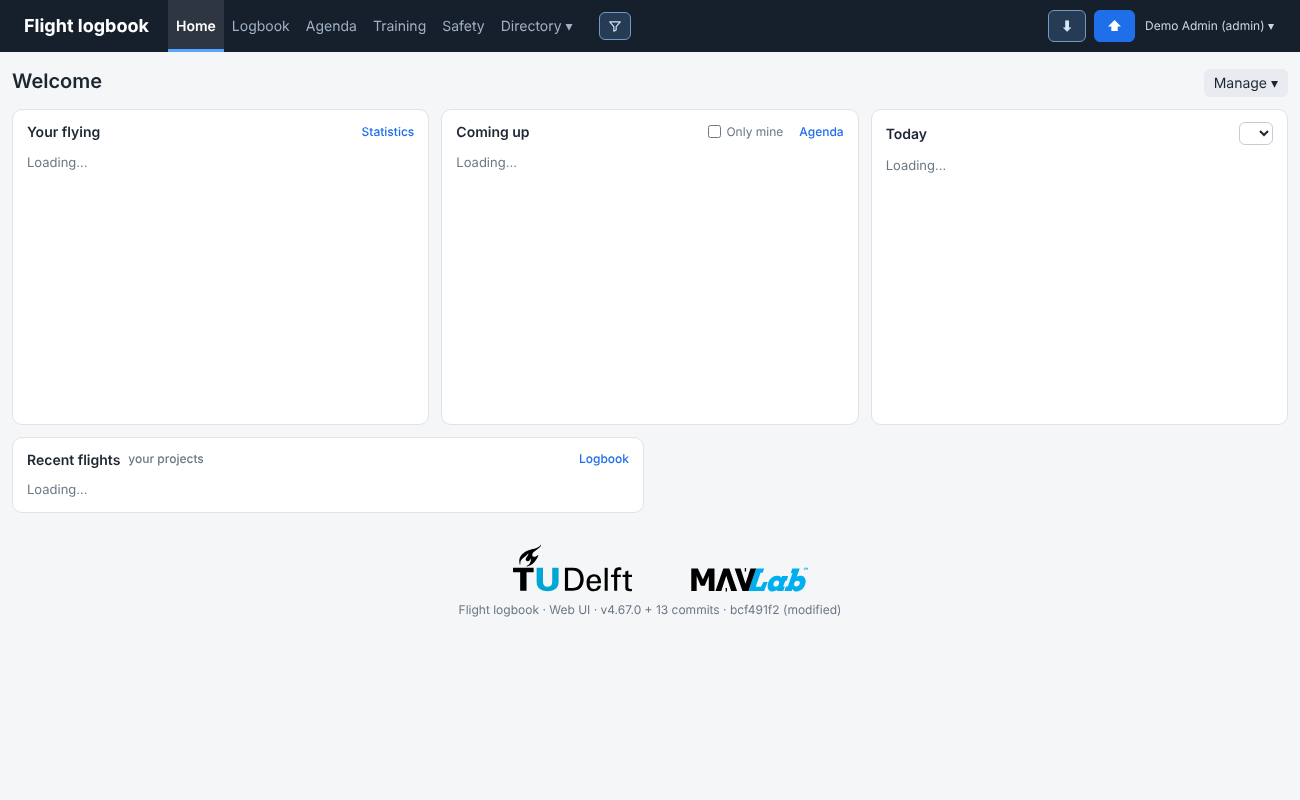 Flight logbook Home Logbook Agenda Training Safety Directory ▾ Demo Admin (admin) ▾
Welcome Manage ▾
Your flying Statistics
Loading...
Coming up Only mine Agenda
Loading...
Today
Loading...
Recent flights your projects Logbook
Loading...
TU Delft MAVLab
Flight logbook · Web UI · v4.67.0 + 13 commits · bcf491f2 (modified)